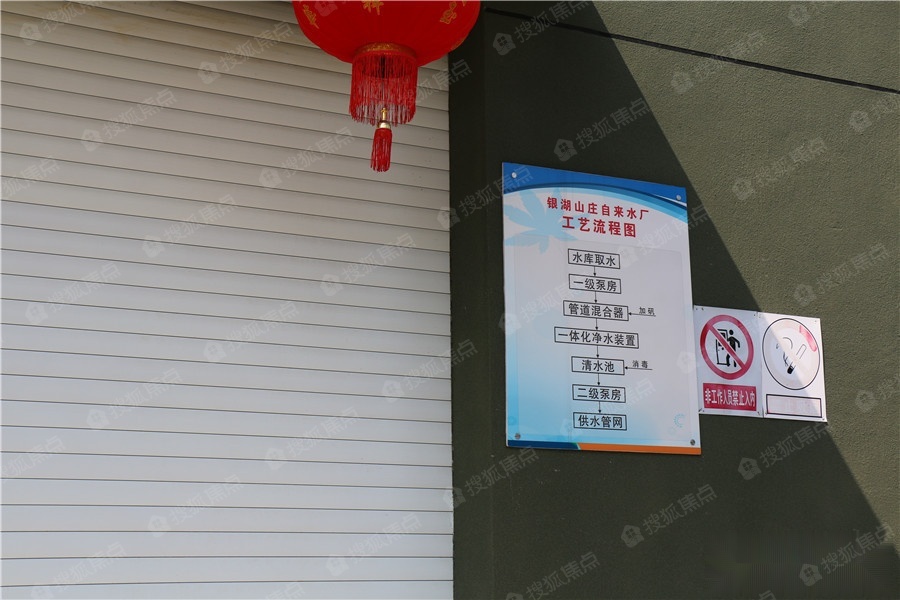 银湖山庄自来水厂
工艺流程图
水库取水
一级泵房
管道混合器
加矾
一体化净水装置
清水池
消毒
二级泵房
供水管网
非工作人员禁止入内
搜狐焦点